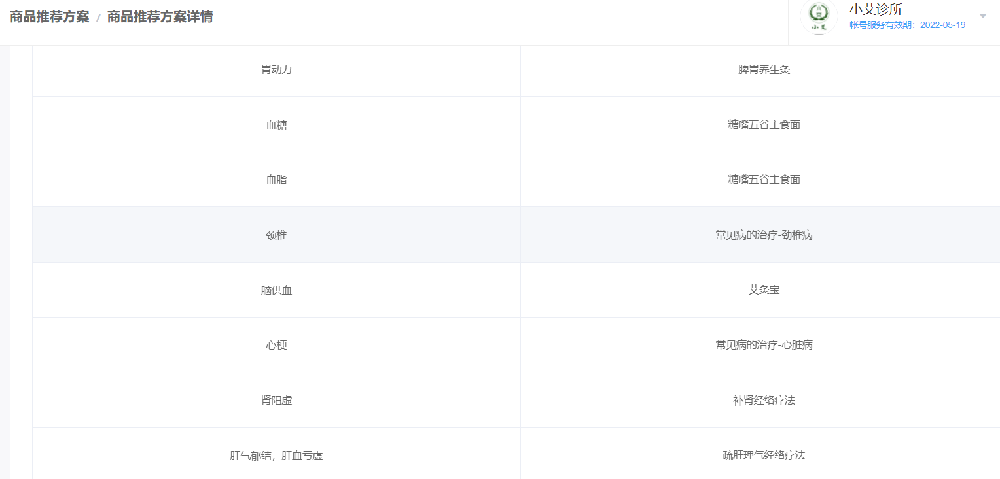 商品推荐方案 / 商品推荐方案详情
小艾
小艾诊所
帐号服务有效期：2022-05-19
胃动力 脾胃养生灸
血糖 糖嘴五谷主食面
血脂 糖嘴五谷主食面
颈椎 常见病的治疗-劲椎病
脑供血 艾灸宝
心梗 常见病的治疗-心脏病
肾阳虚 补肾经络疗法
肝气郁结，肝血亏虚 疏肝理气经络疗法